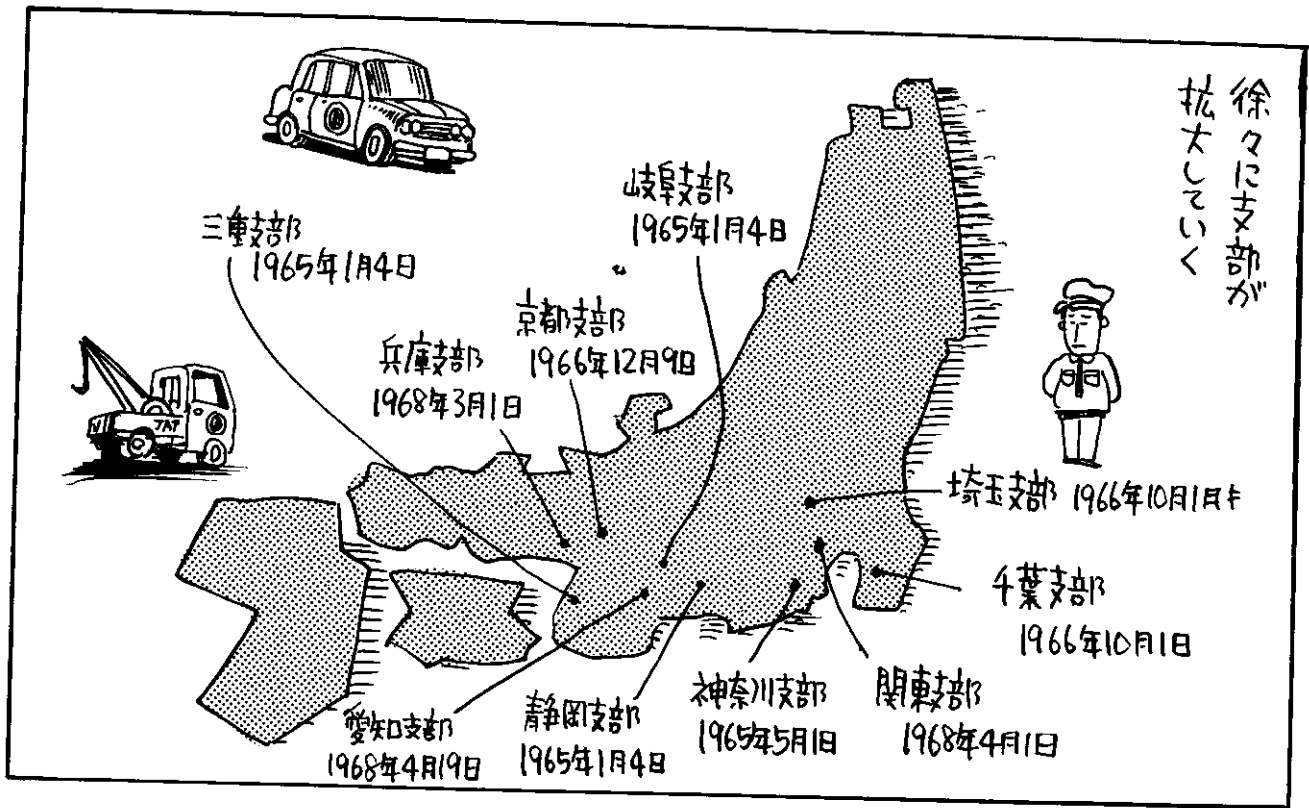 徐々に支部が
拡大していく
岐阜支部
1965年1月4日
三重支部
1965年1月4日
京都支部
1966年12月9日
兵庫支部
1968年3月1日
JAF
埼玉支部 1966年10月1日
千葉支部
1966年10月1日
関東支部
1968年4月1日
神奈川支部
1965年5月1日
静岡支部
1965年1月4日
愛知支部
1968年4月19日